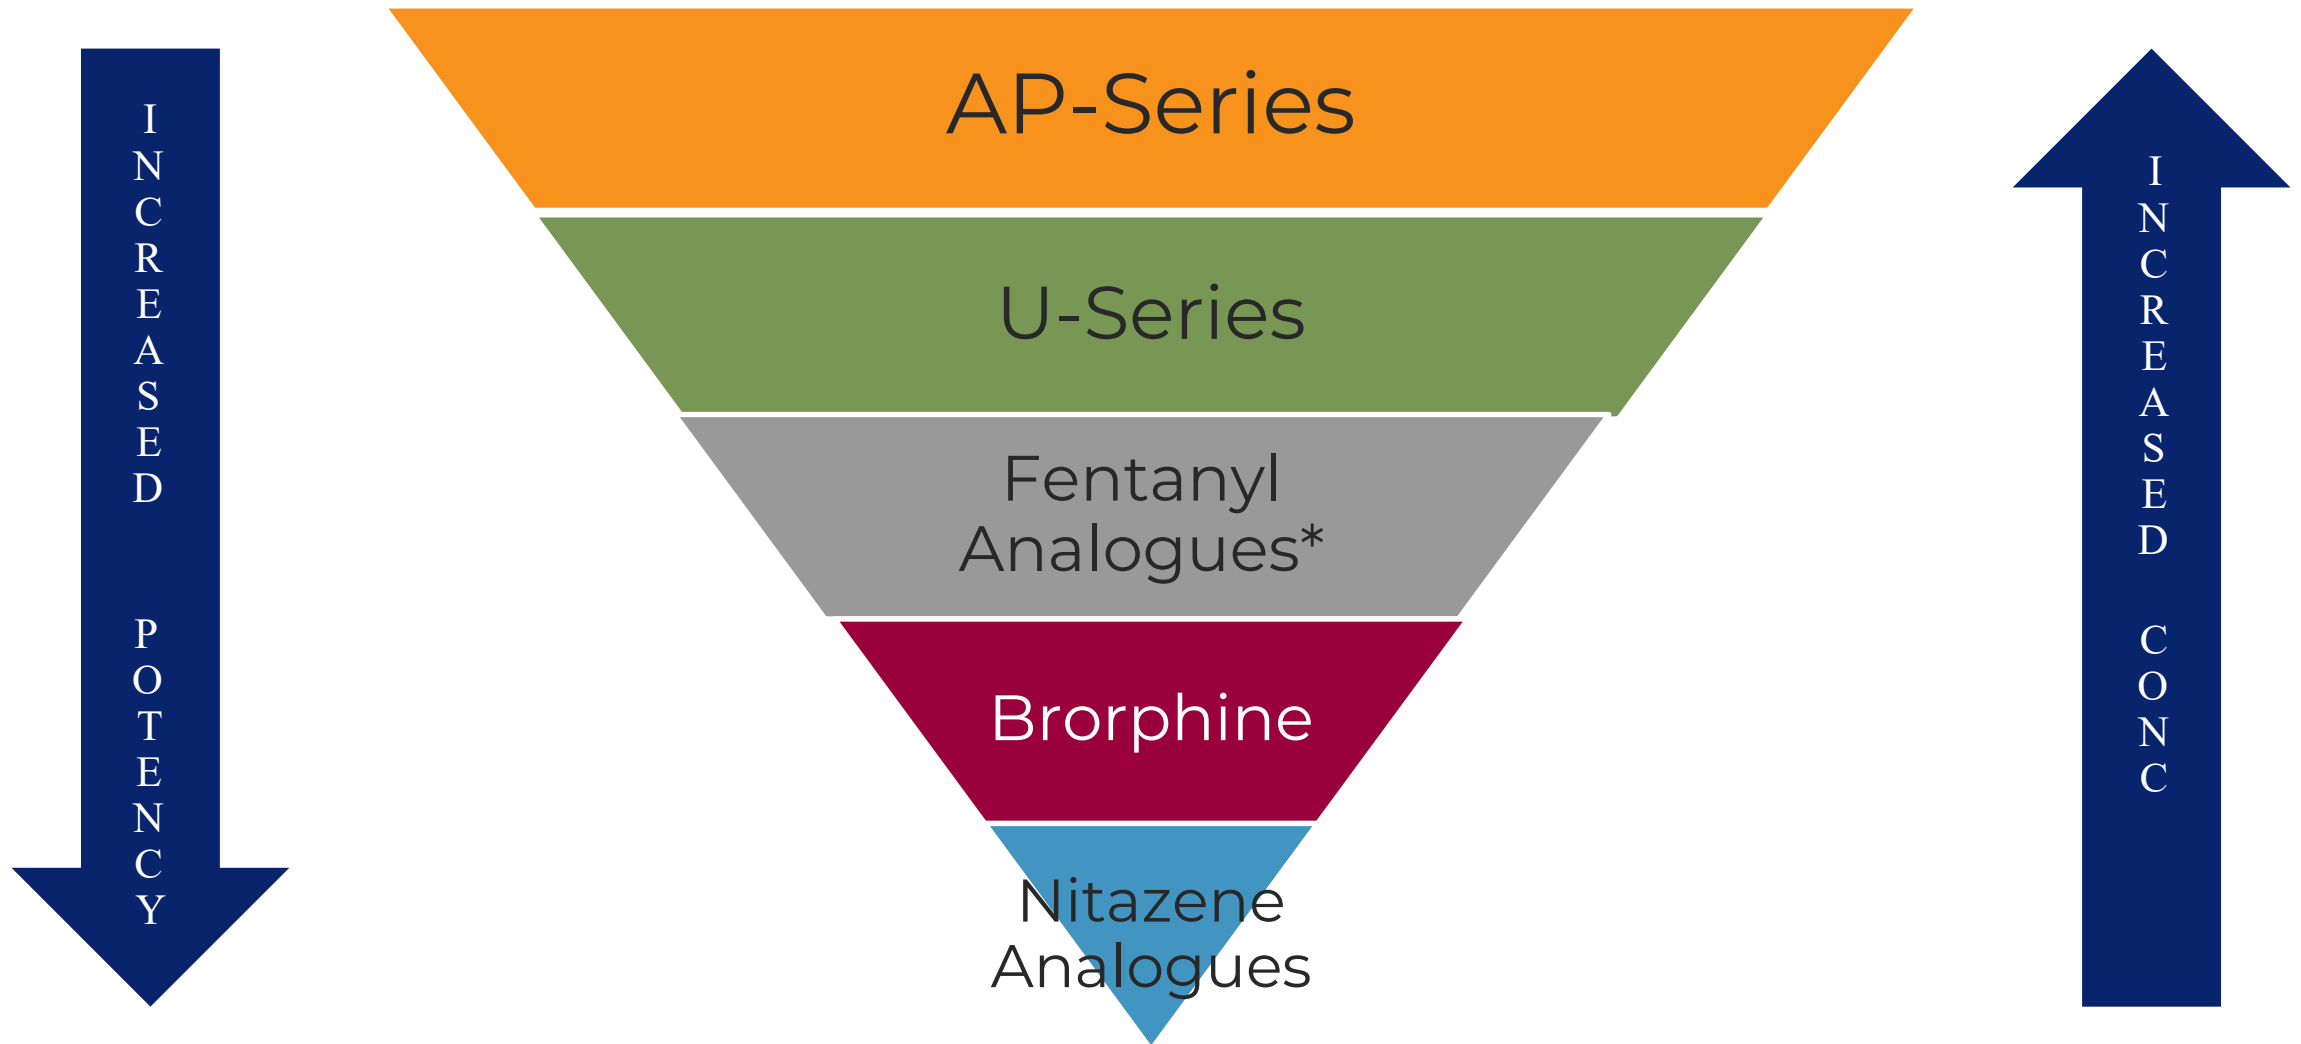 INCREASED POTENCY
AP-Series
U-Series
Fentanyl
Analogues*
Brorphine
Nitazene
Analogues
INCREASED CONC